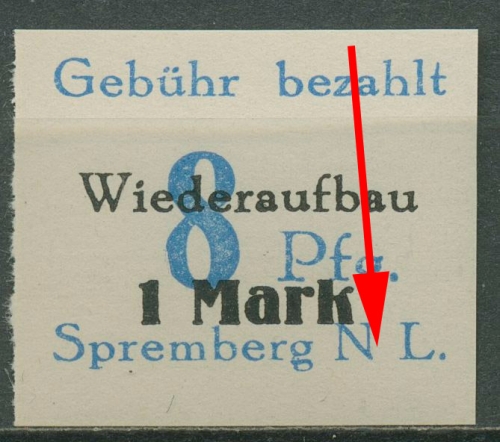 Gebühr bezahlt
Wiederaufbau
8 Pfg.
1 Mark
Spremberg N L.